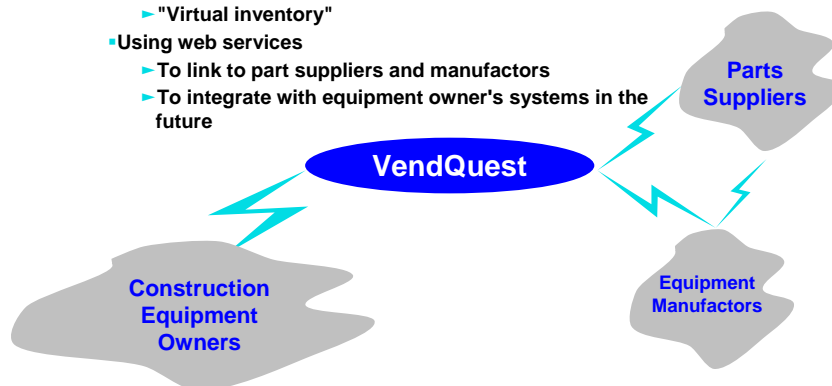 ►"Virtual inventory"
▪Using web services
►To link to part suppliers and manufactors
►To integrate with equipment owner's systems in the
future
Parts
Suppliers
VendQuest
Construction
Equipment
Owners
Equipment
Manufactors